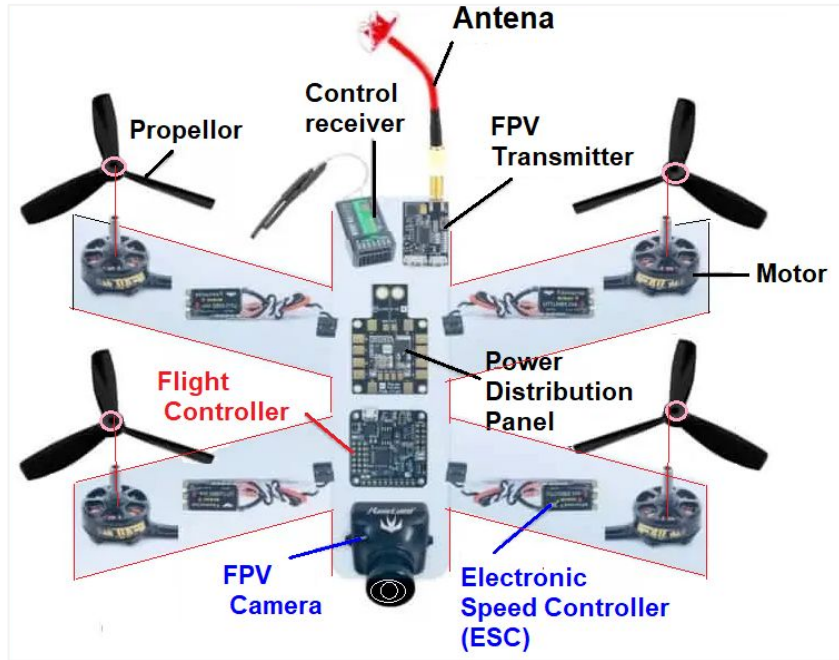 Antena
Control
receiver
FPV
Transmitter
Propellor
Motor
Power
Distribution
Panel
Flight
Controller
FPV
Camera
Electronic
Speed Controller
(ESC)